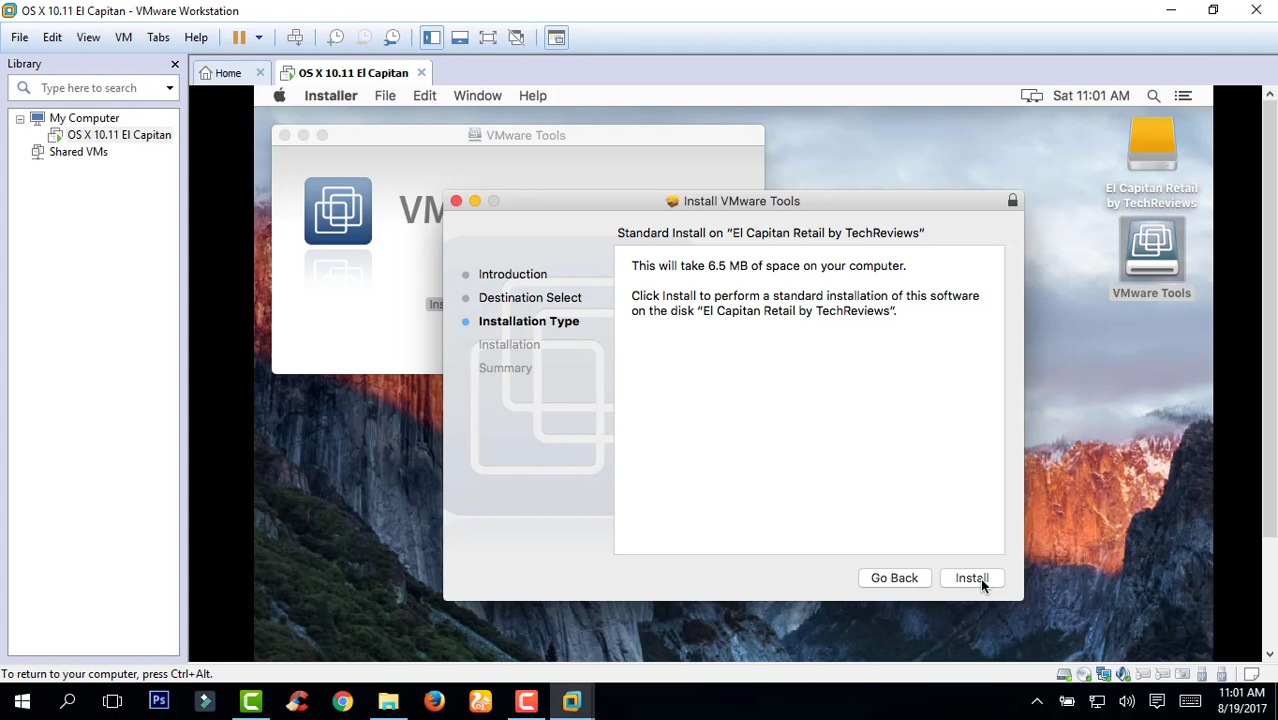 OS X 10.11 El Capitan - VMware Workstation
File Edit View VM Tabs Help
Library
Home
OS X 10.11 El Capitan
Type here to search
My Computer
OS X 10.11 El Capitan
Shared VMs
Installer File Edit Window Help
Sat 11:01 AM
VMware Tools
VM
Ins
El Capitan Retail
by TechReviews
VMware Tools
Install VMware Tools
Standard Install on “El Capitan Retail by TechReviews”
Introduction
Destination Select
Installation Type
Installation
Summary
This will take 6.5 MB of space on your computer.
Click Install to perform a standard installation of this software
on the disk “El Capitan Retail by TechReviews”.
Go Back
Install
To return to your computer, press Ctrl+Alt.
Ps
11:01 AM
8/19/2017